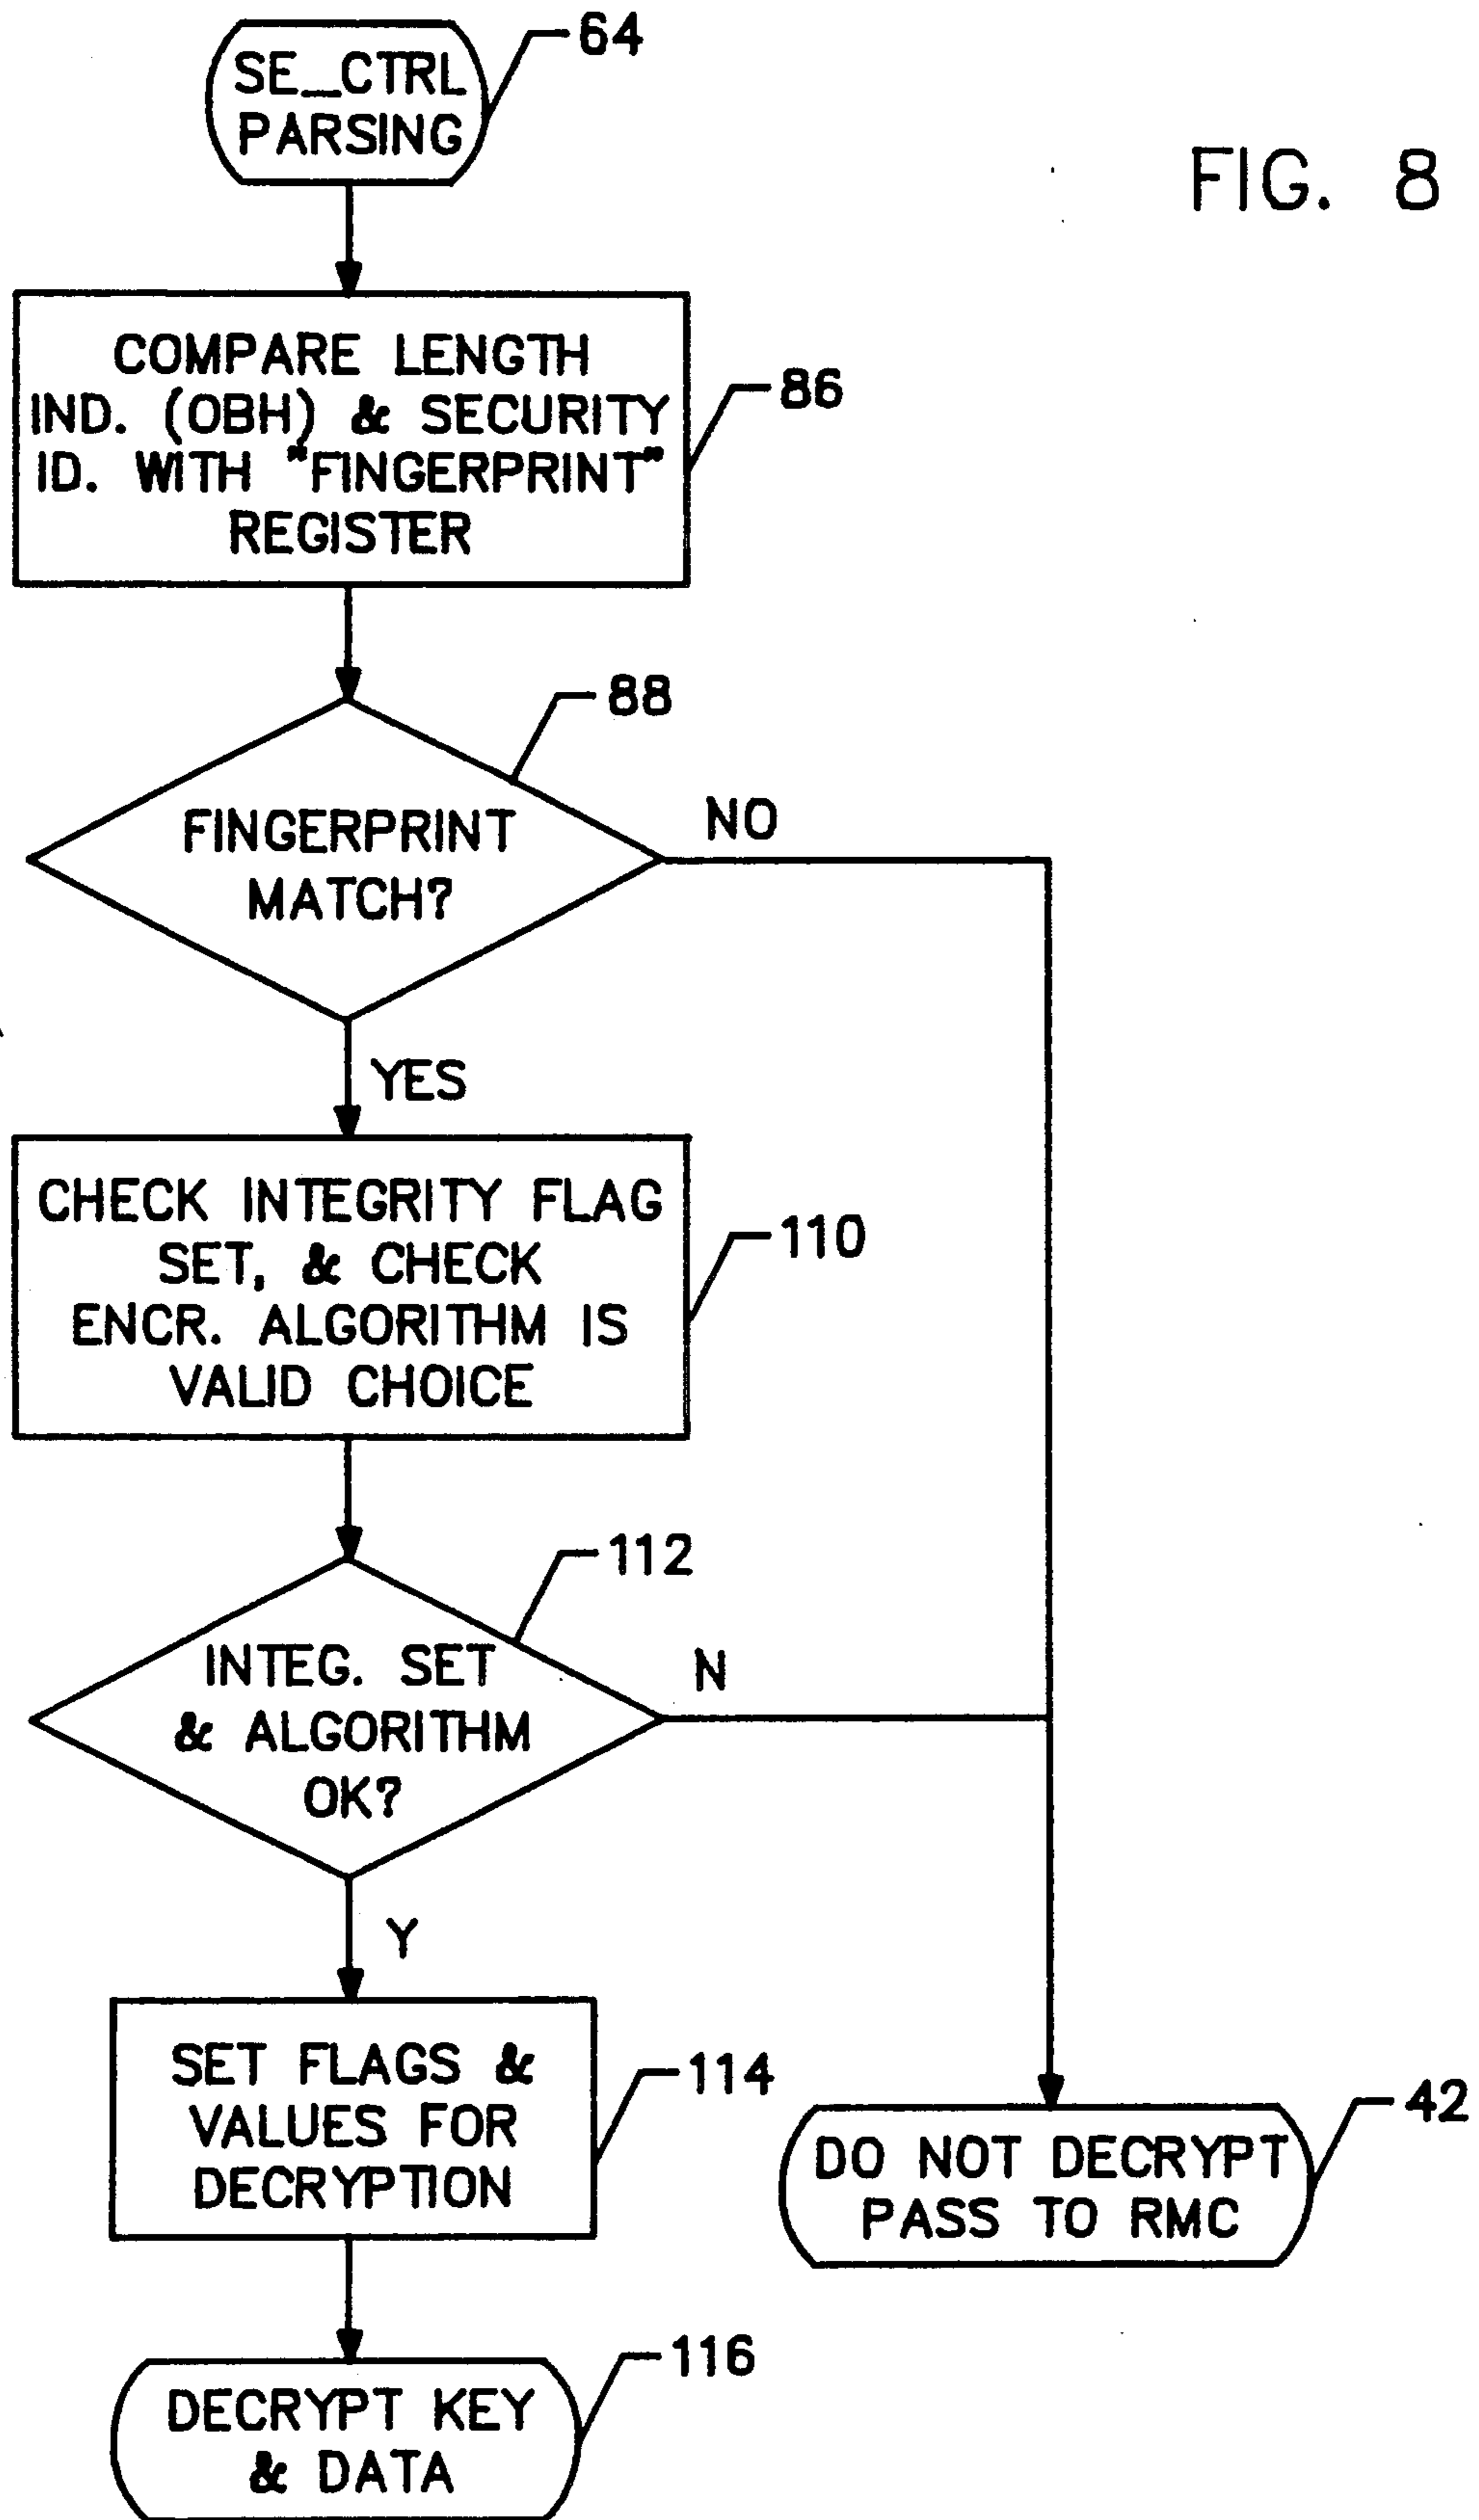 SE_CTRL
PARSING
64
FIG. 8
COMPARE LENGTH
IND. (OBH) & SECURITY
ID. WITH "FINGERPRINT"
REGISTER
86
88
FINGERPRINT
MATCH?
NO
YES
CHECK INTEGRITY FLAG
SET, & CHECK
ENCR. ALGORITHM IS
VALID CHOICE
110
112
INTEG. SET
& ALGORITHM
OK?
N
Y
SET FLAGS &
VALUES FOR
DECRYPTION
114
DO NOT DECRYPT
PASS TO RMC
42
DECRYPT KEY
& DATA
116